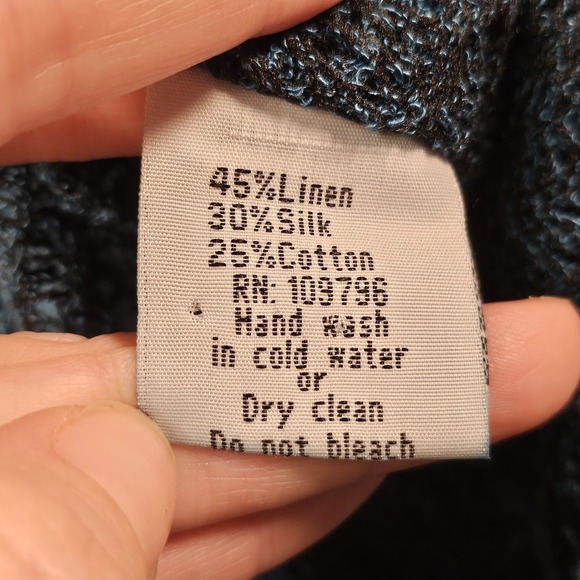 45%Linen
30%Silk
25%Cotton
RN: 109796
Hand wash
in cold water
or
Dry clean
Do not bleach